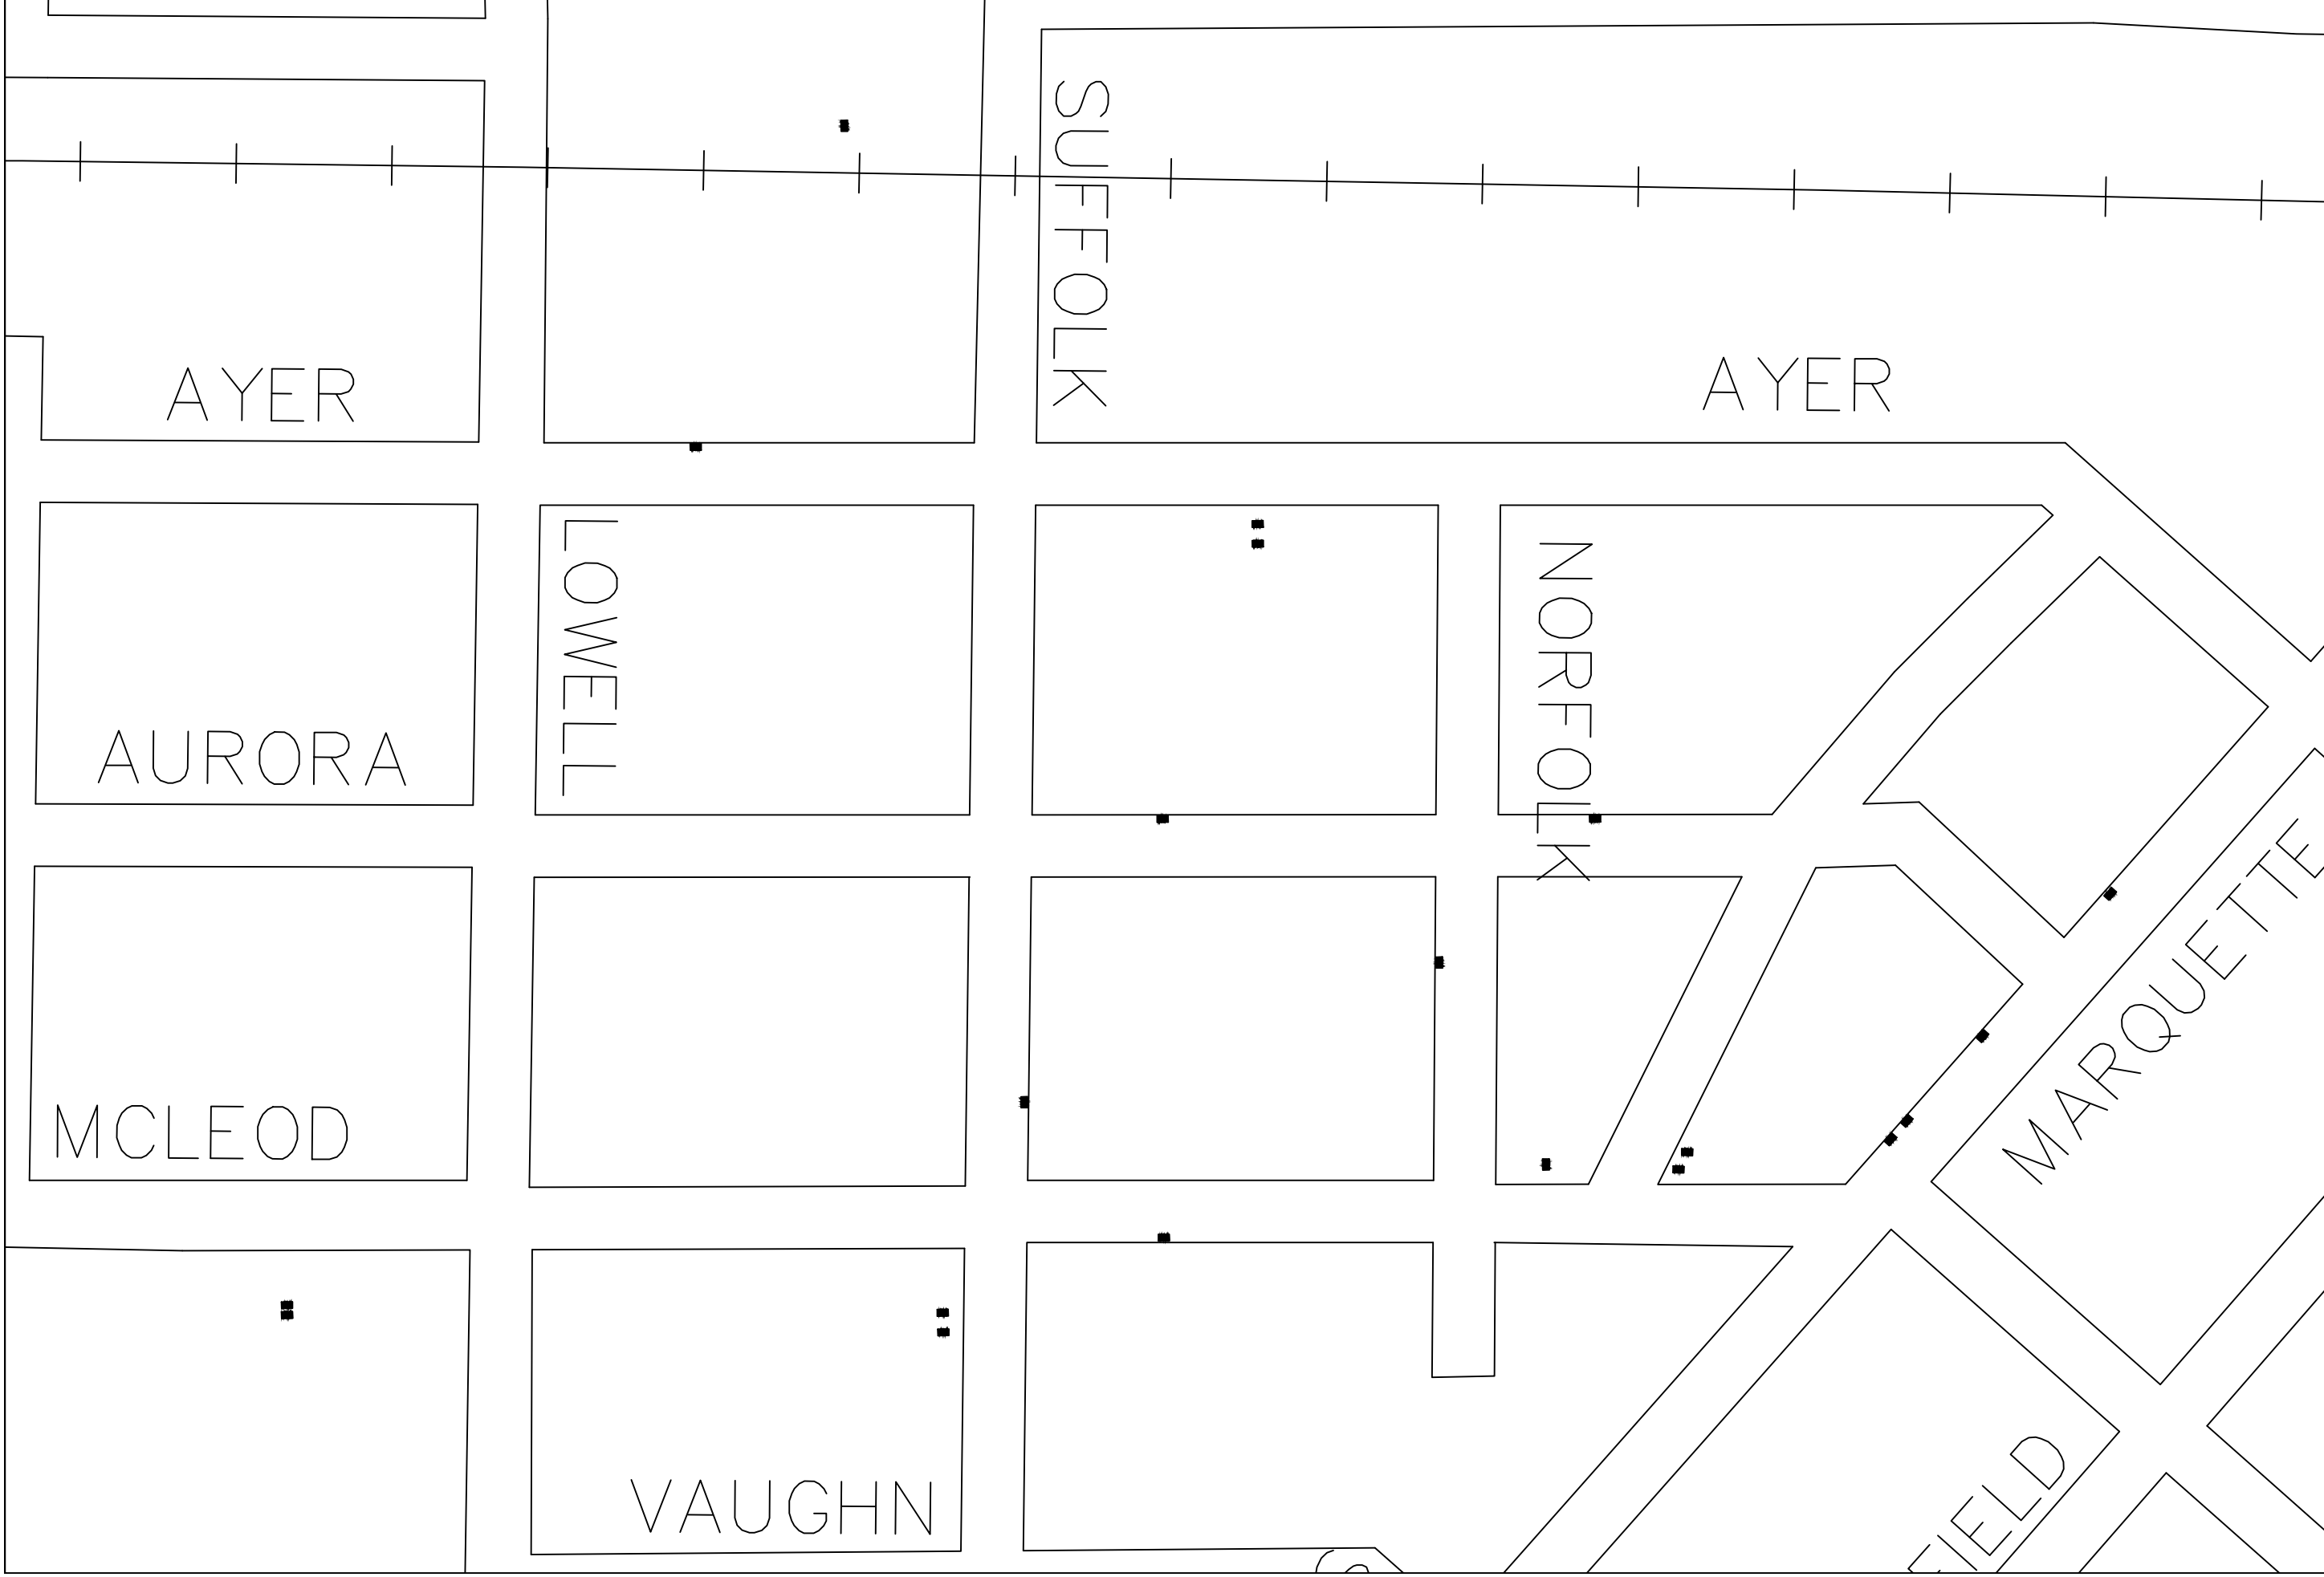 SUFFOLK
AYER
AYER
LOWELL
NORFOLK
AURORA
MARQUETTE
MCLEOD
VAUGHN